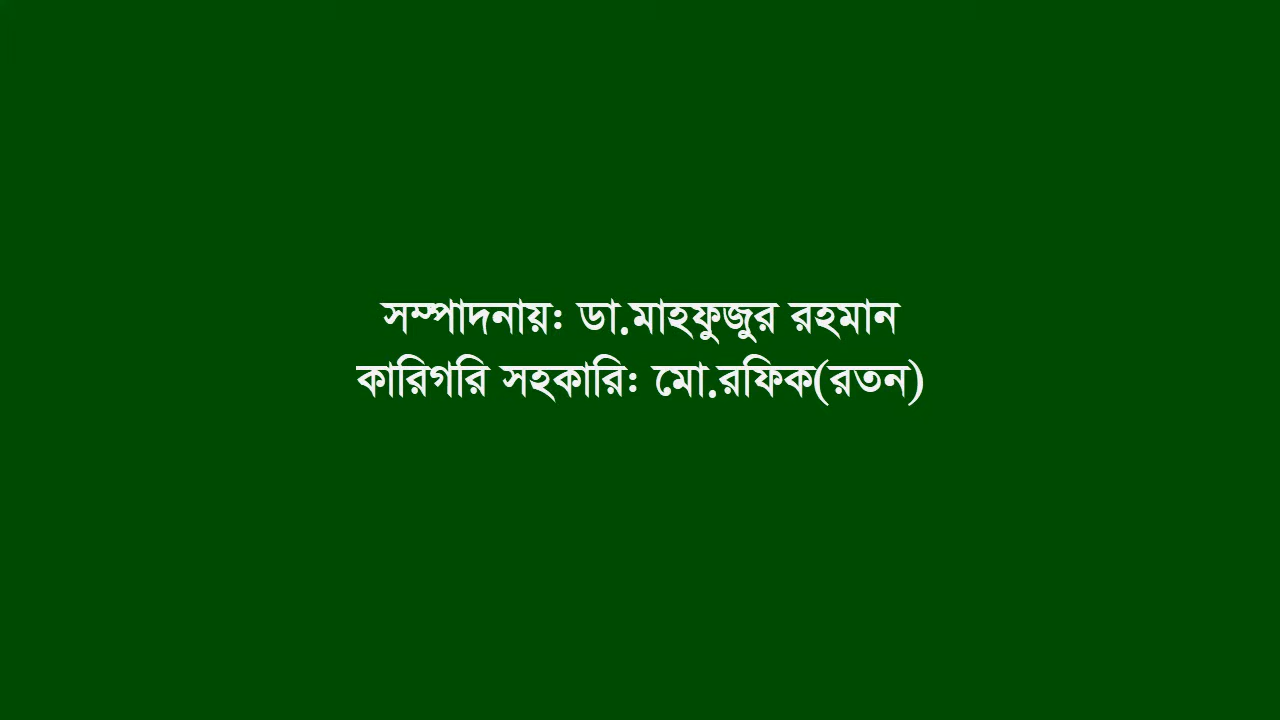 সম্পাদনায়ঃ ডা.মাহফুজুর রহমান
কারিগরি সহকারিঃ মো.রফিক(রতন)